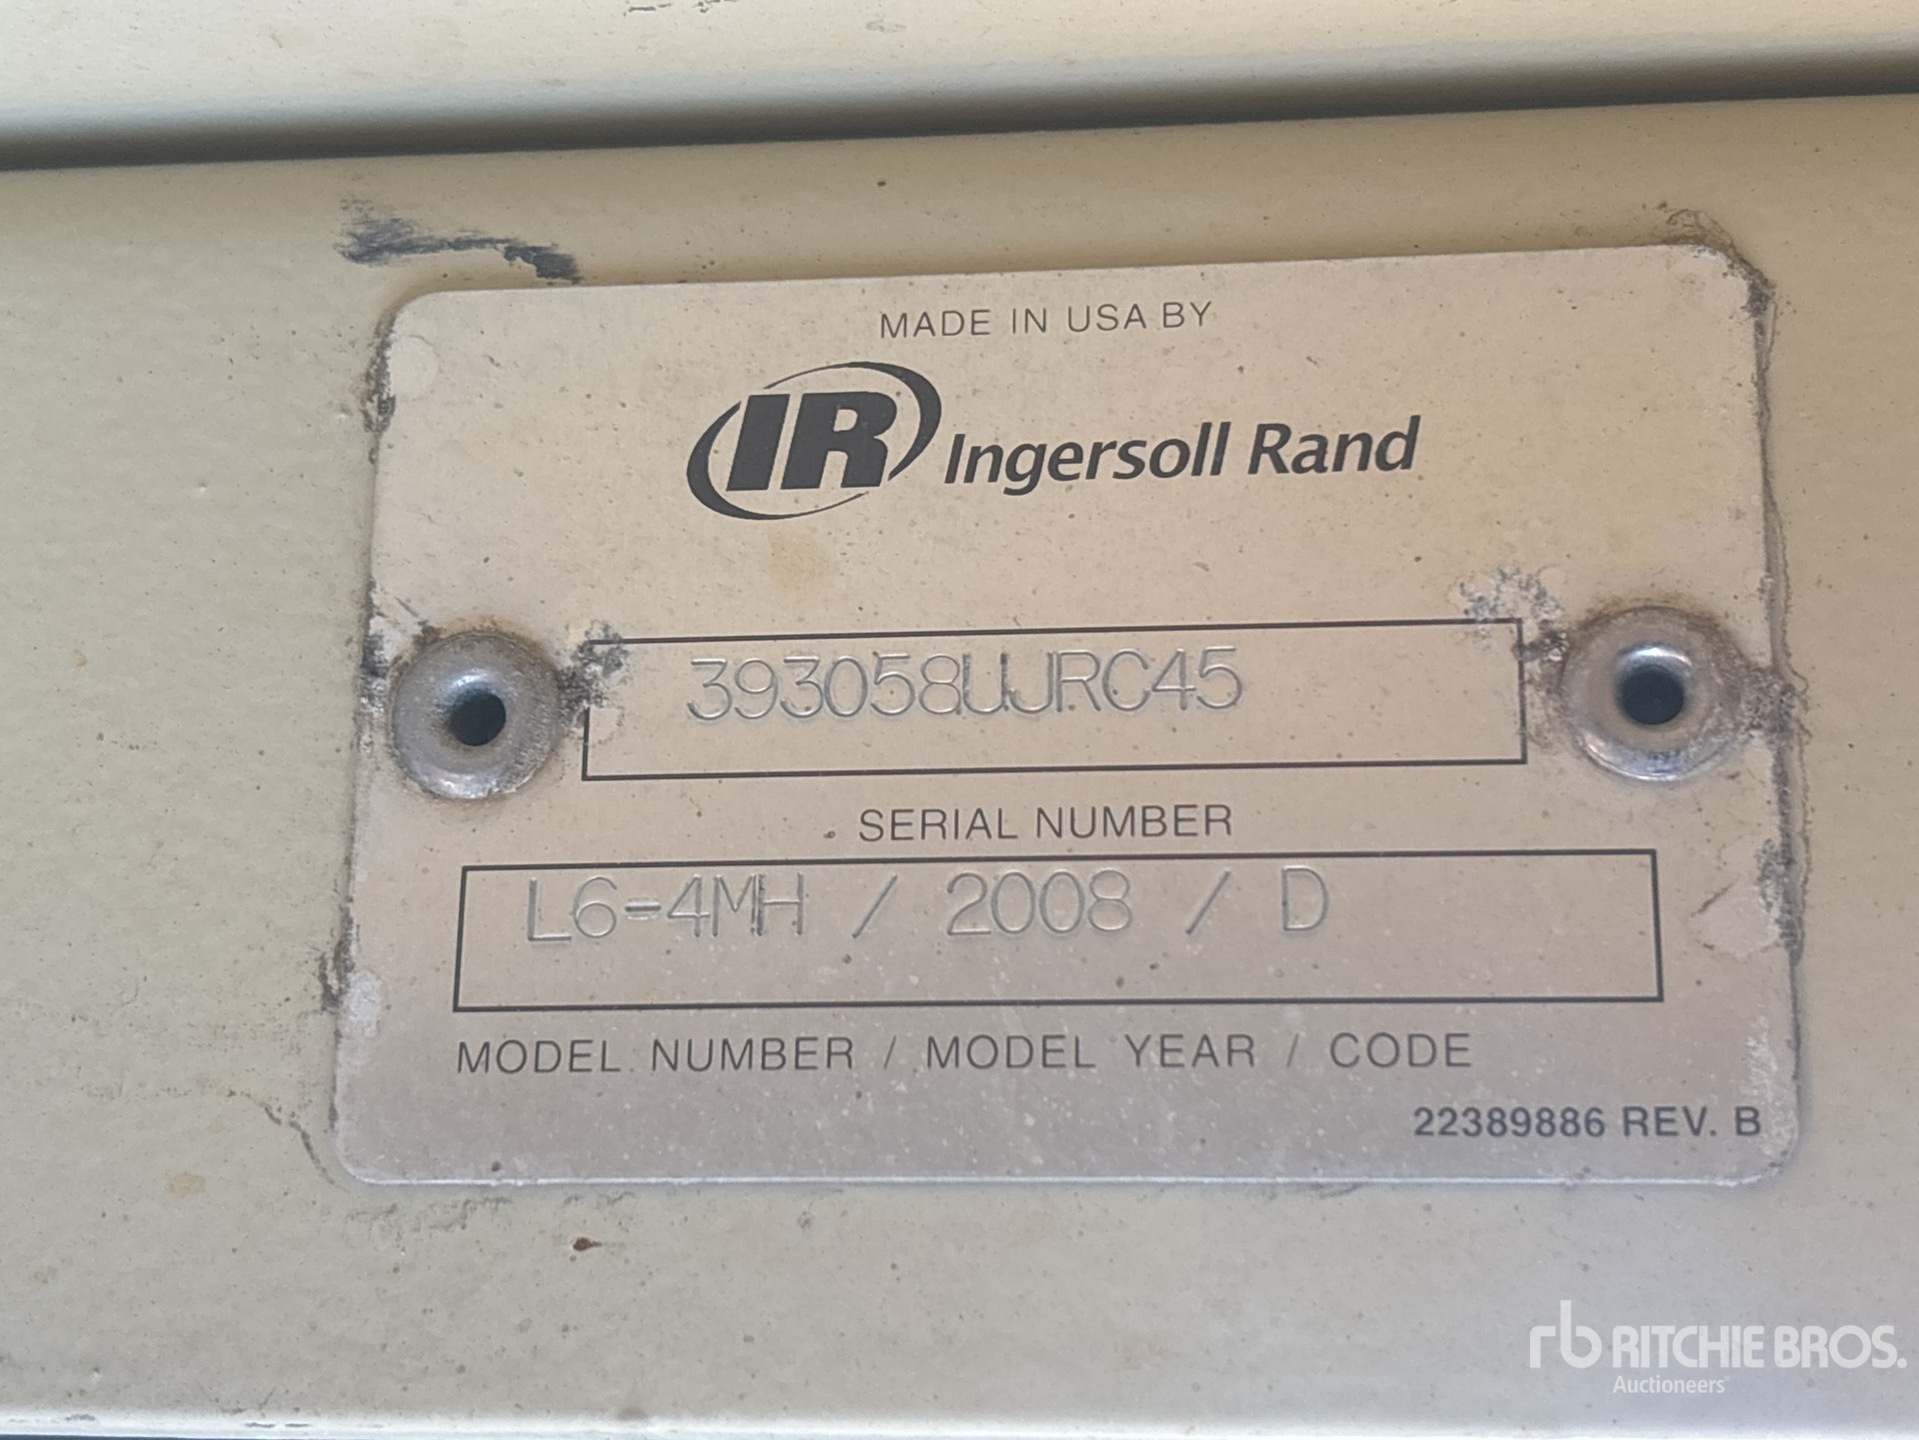 MADE IN USA BY
IR Ingersoll Rand
393058UJRC45
SERIAL NUMBER
L6-4MH / 2008 / D
MODEL NUMBER / MODEL YEAR / CODE
22389886 REV. B
rb RITCHIE BROS.
Auctioneers